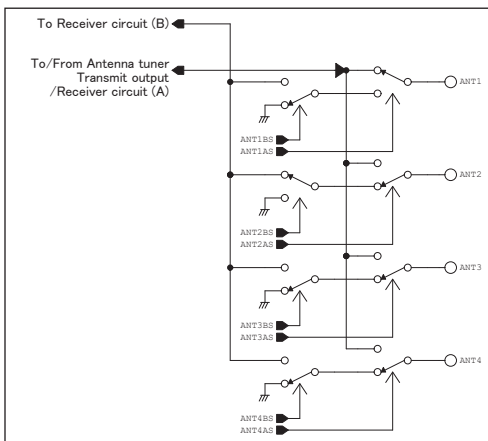 To Receiver circuit (B)
To/From Antenna tuner
Transmit output
/Receiver circuit (A)
ANT1
ANT1BS
ANT1AS
ANT2
ANT2BS
ANT2AS
ANT3
ANT3BS
ANT3AS
ANT4
ANT4BS
ANT4AS